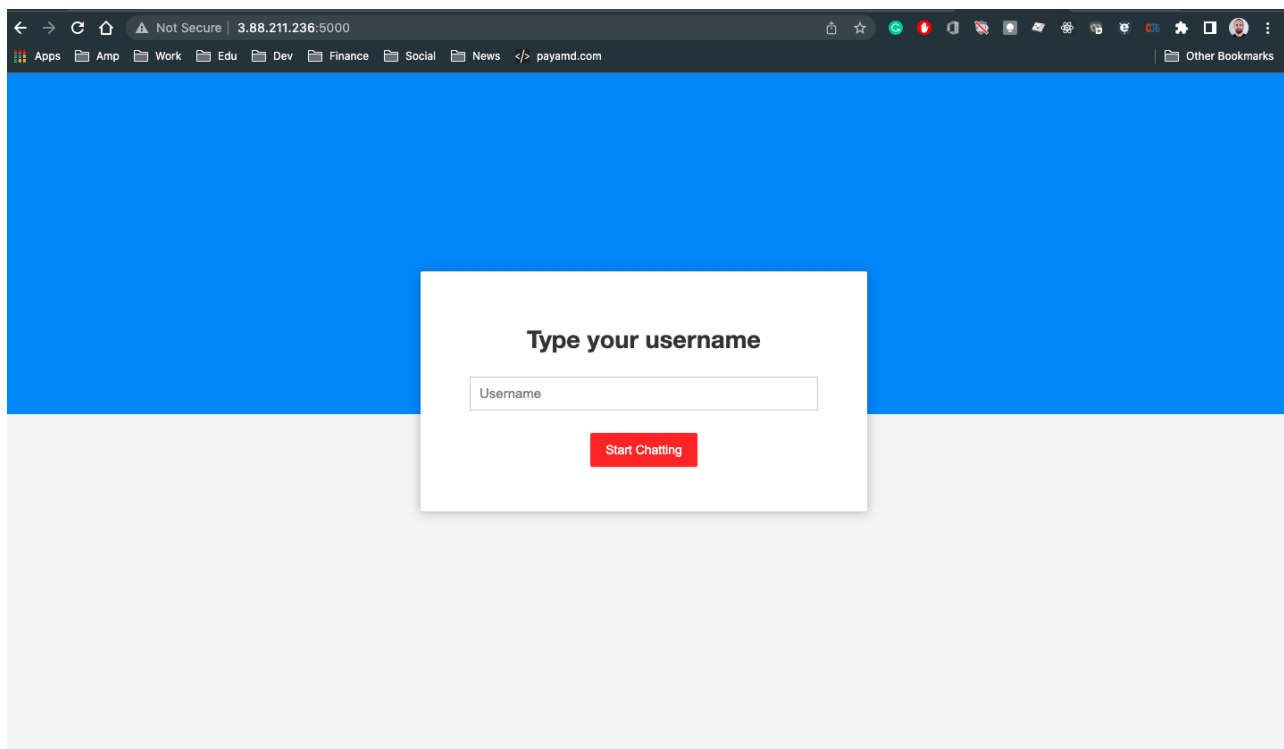 Not Secure | 3.88.211.236:5000
Apps Amp Work Edu Dev Finance Social News </> payamd.com Other Bookmarks
Type your username
Username
Start Chatting